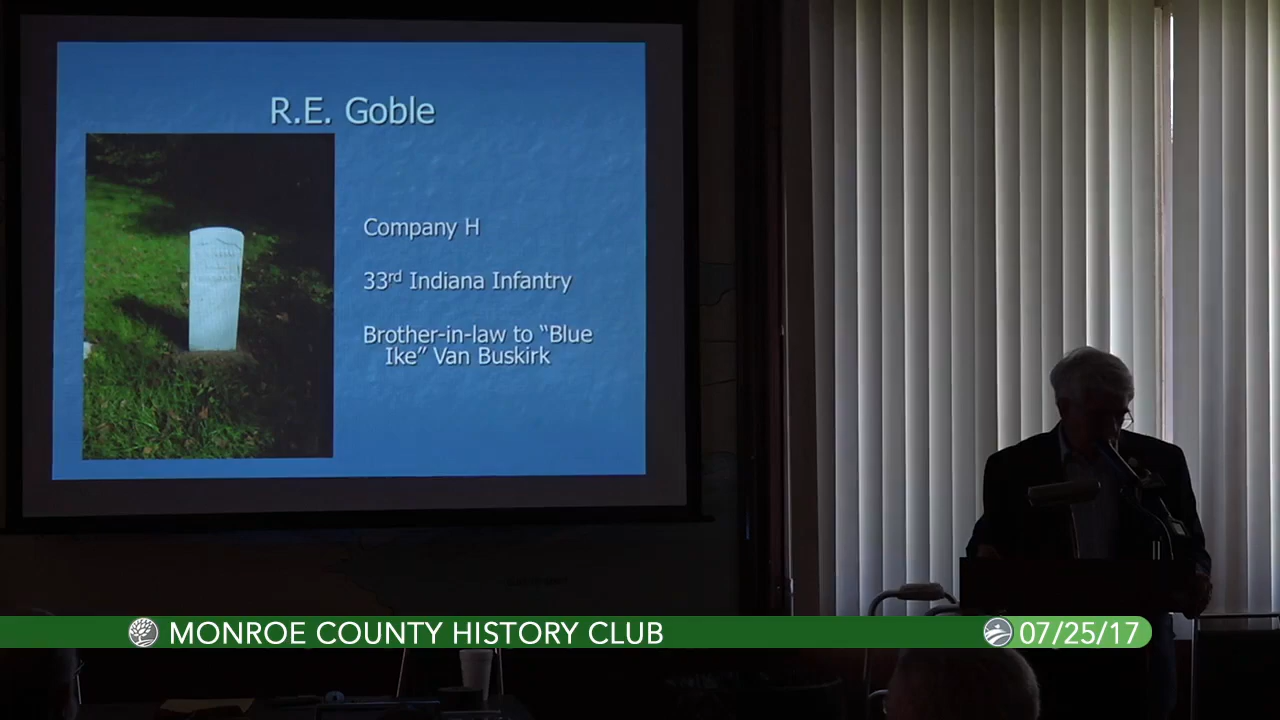 R.E. Goble
Company H
33rd Indiana Infantry
Brother-in-law to “Blue
Ike” Van Buskirk
MONROE COUNTY HISTORY CLUB
07/25/17